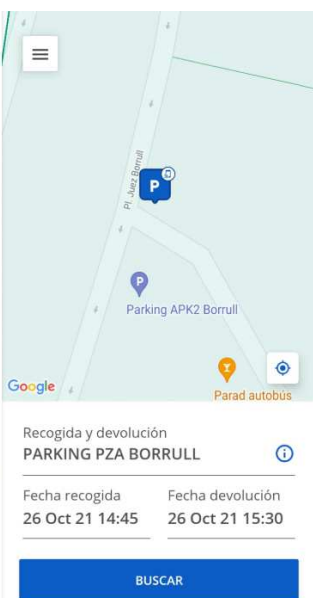 Pl. Juez Borrull
P
P
Parking APK2 Borrull
Google
Parad autobús
Recogida y devolución
PARKING PZA BORRULL
Fecha recogida
Fecha devolución
26 Oct 21 14:45
26 Oct 21 15:30
BUSCAR